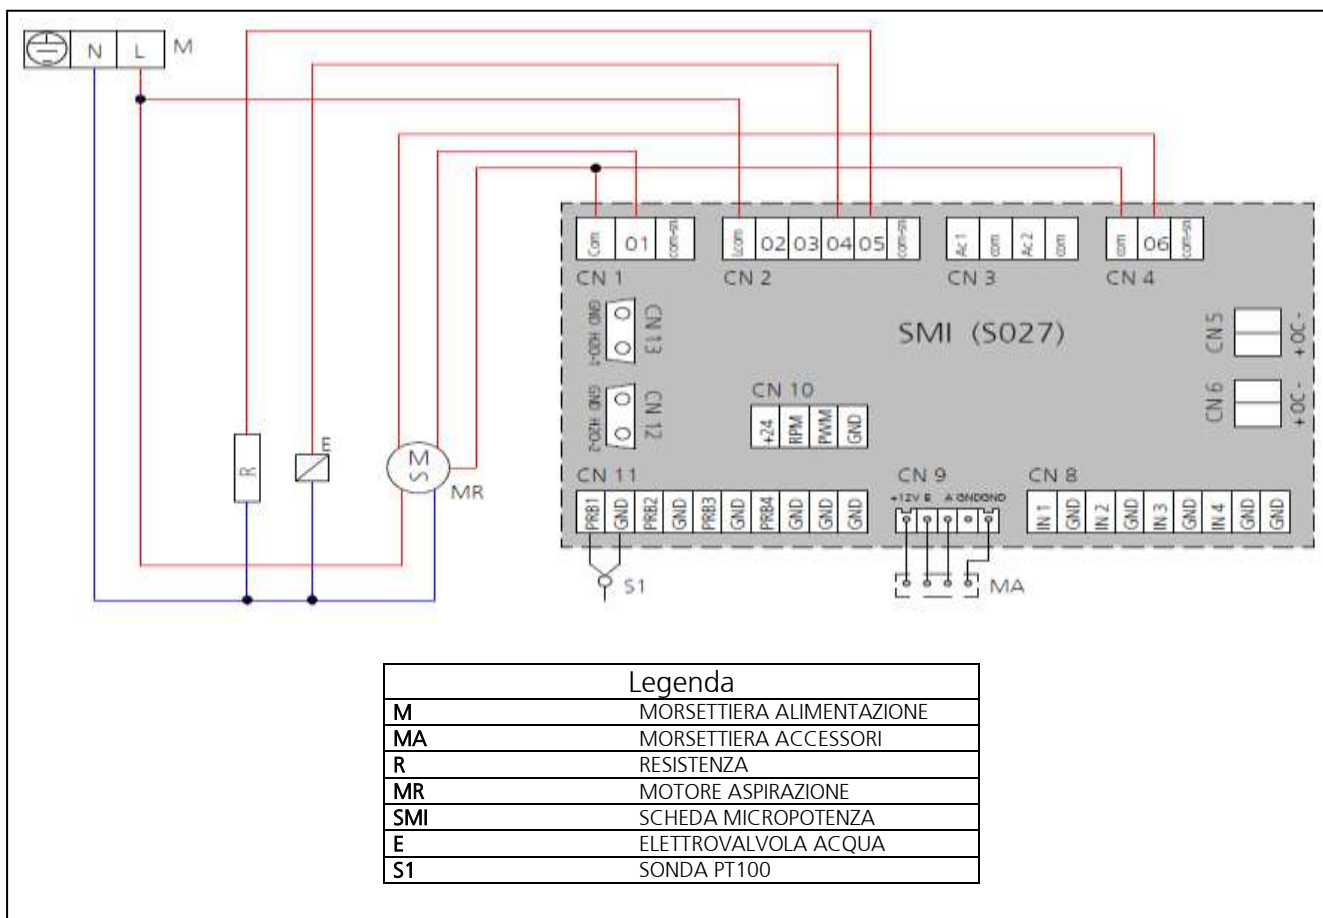 N L M
Com 01 com-sn
Lcom 02 03 04 05 com-sn
Ac1 com Ac2 com
com 06 com-sn
CN 1 CN 2 CN 3 CN 4
GND H2O-1 CN 13
SMI (S027)
CN 5 +OC-
GND H2O-2 CN 12
CN 10
+24 RPM PWM GND
CN 6 +OC-
E
R
M
S
MR
CN 11 CN 9 CN 8
+12V B A GND GND
PRB1 GND PRB2 GND PRB3 GND PRB4 GND GND GND
IN 1 GND IN 2 GND IN 3 GND IN 4 GND GND
S1
MA
Legenda
M MORSETTIERA ALIMENTAZIONE
MA MORSETTIERA ACCESSORI
R RESISTENZA
MR MOTORE ASPIRAZIONE
SMI SCHEDA MICROPOTENZA
E ELETTROVALVOLA ACQUA
S1 SONDA PT100